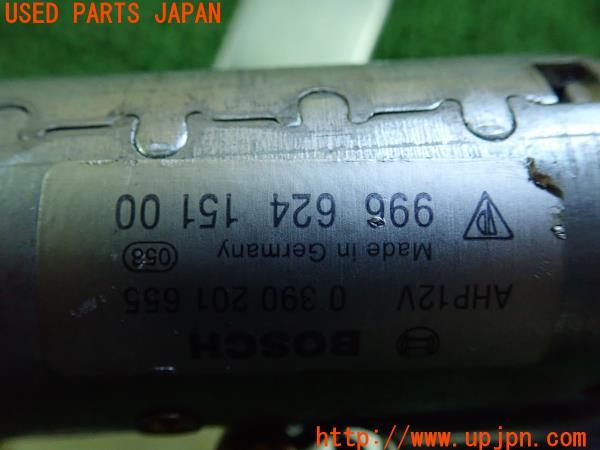 USED PARTS JAPAN
UPJ
BOSCH
AHP12V 0 390 201 655
Made in Germany 058
996 624 151 00
http://www.upjpn.com